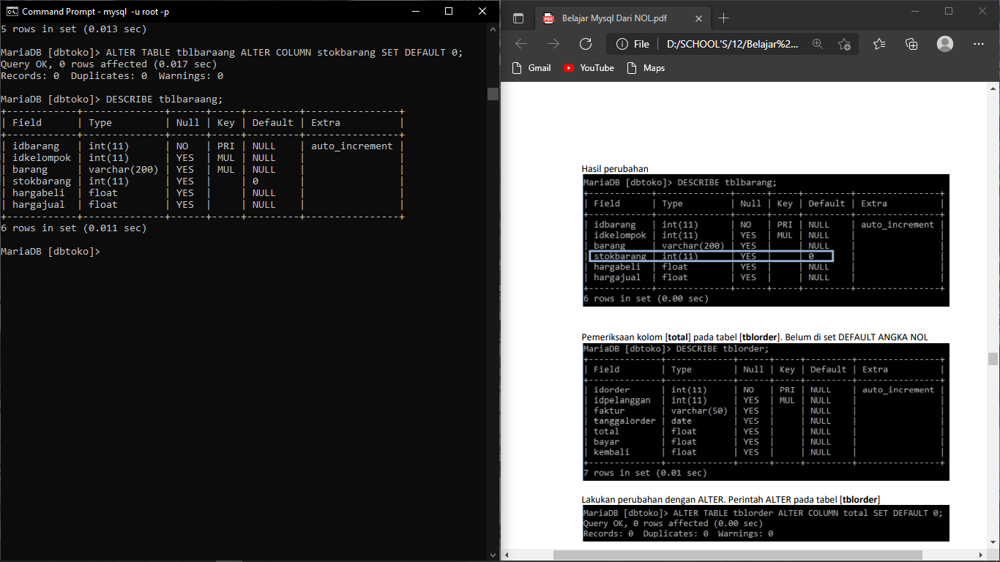 Command Prompt - mysql  -u root -p
5 rows in set (0.013 sec)
MariaDB [dbtoko]> ALTER TABLE tblbaraang ALTER COLUMN stokbarang SET DEFAULT 0;
Query OK, 0 rows affected (0.017 sec)
Records: 0  Duplicates: 0  Warnings: 0
MariaDB [dbtoko]> DESCRIBE tblbaraang;
+------------+--------------+------+-----+---------+----------------+
| Field      | Type         | Null | Key | Default | Extra          |
+------------+--------------+------+-----+---------+----------------+
| idbarang   | int(11)      | NO   | PRI | NULL    | auto_increment |
| idkelompok | int(11)      | YES  | MUL | NULL    |                |
| barang     | varchar(200) | YES  | MUL | NULL    |                |
| stokbarang | int(11)      | YES  |     | 0       |                |
| hargabeli  | float        | YES  |     | NULL    |                |
| hargajual  | float        | YES  |     | NULL    |                |
+------------+--------------+------+-----+---------+----------------+
6 rows in set (0.011 sec)
MariaDB [dbtoko]>
Belajar Mysql Dari NOL.pdf
File | D:/SCHOOL'S/12/Belajar%2...
Gmail YouTube Maps
Hasil perubahan
MariaDB [dbtoko]> DESCRIBE tblbarang;
+------------+--------------+------+-----+---------+----------------+
| Field      | Type         | Null | Key | Default | Extra          |
+------------+--------------+------+-----+---------+----------------+
| idbarang   | int(11)      | NO   | PRI | NULL    | auto_increment |
| idkelompok | int(11)      | YES  | MUL | NULL    |                |
| barang     | varchar(200) | YES  |     | NULL    |                |
| stokbarang | int(11)      | YES  |     | 0       |                |
| hargabeli  | float        | YES  |     | NULL    |                |
| hargajual  | float        | YES  |     | NULL    |                |
+------------+--------------+------+-----+---------+----------------+
6 rows in set (0.00 sec)
Pemeriksaan kolom [total] pada tabel [tblorder]. Belum di set DEFAULT ANGKA NOL
MariaDB [dbtoko]> DESCRIBE tblorder;
+--------------+-------------+------+-----+---------+----------------+
| Field        | Type        | Null | Key | Default | Extra          |
+--------------+-------------+------+-----+---------+----------------+
| idorder      | int(11)     | NO   | PRI | NULL    | auto_increment |
| idpelanggan  | int(11)     | YES  | MUL | NULL    |                |
| faktur       | varchar(50) | YES  |     | NULL    |                |
| tanggalorder | date        | YES  |     | NULL    |                |
| total        | float       | YES  |     | NULL    |                |
| bayar        | float       | YES  |     | NULL    |                |
| kembali      | float       | YES  |     | NULL    |                |
+--------------+-------------+------+-----+---------+----------------+
7 rows in set (0.01 sec)
Lakukan perubahan dengan ALTER. Perintah ALTER pada tabel [tblorder]
MariaDB [dbtoko]> ALTER TABLE tblorder ALTER COLUMN total SET DEFAULT 0;
Query OK, 0 rows affected (0.00 sec)
Records: 0  Duplicates: 0  Warnings: 0